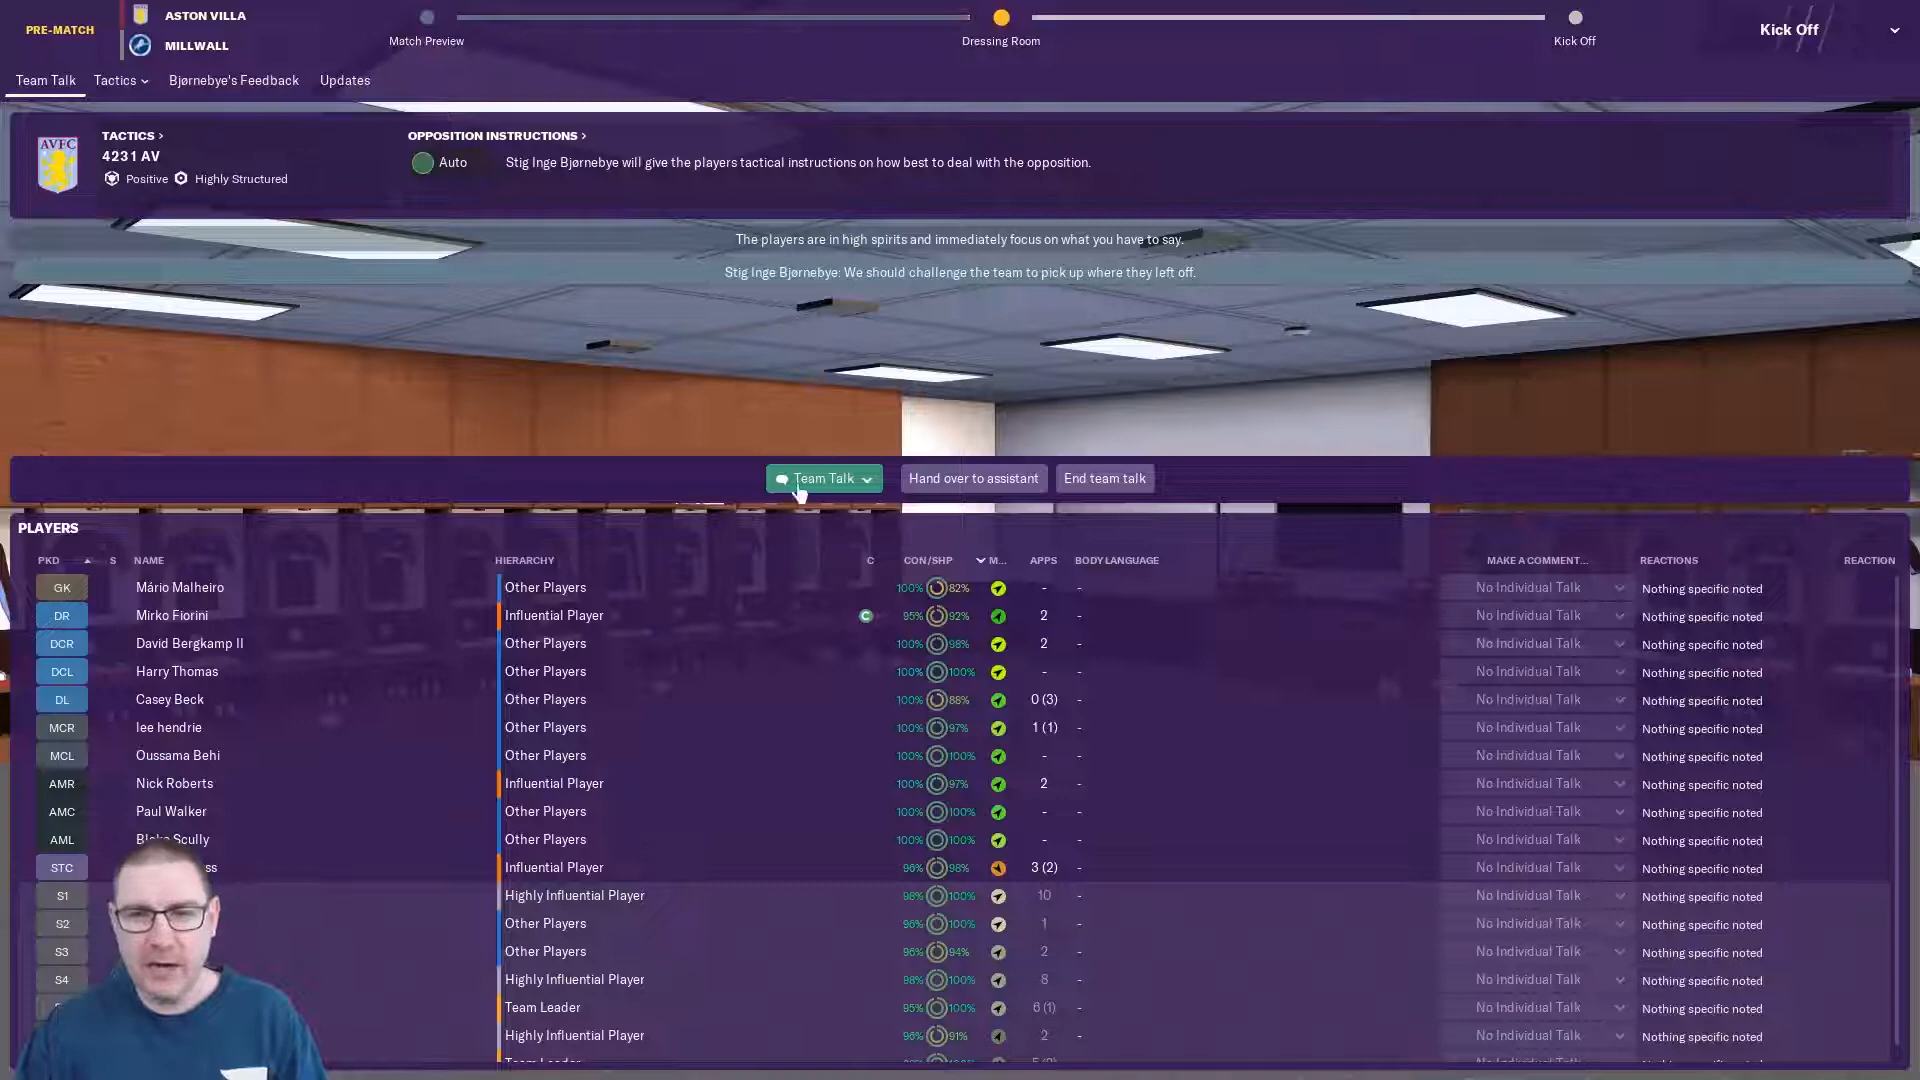 PRE-MATCH
ASTON VILLA
MILLWALL
Match Preview
Dressing Room
Kick Off
Kick Off
Team Talk
Tactics
Bjørnebye's Feedback
Updates
AVFC
TACTICS >
4231 AV
Positive
Highly Structured
OPPOSITION INSTRUCTIONS >
Auto
Stig Inge Bjørnebye will give the players tactical instructions on how best to deal with the opposition.
The players are in high spirits and immediately focus on what you have to say.
Stig Inge Bjørnebye: We should challenge the team to pick up where they left off.
Team Talk
Hand over to assistant
End team talk
PLAYERS
PKD S NAME HIERARCHY C CON/SHP M... APPS BODY LANGUAGE MAKE A COMMENT... REACTIONS REACTION
GK Mário Malheiro Other Players 100% 82% - - No Individual Talk Nothing specific noted
DR Mirko Fiorini Influential Player C 95% 92% 2 - No Individual Talk Nothing specific noted
DCR David Bergkamp II Other Players 100% 98% 2 - No Individual Talk Nothing specific noted
DCL Harry Thomas Other Players 100% 100% - - No Individual Talk Nothing specific noted
DL Casey Beck Other Players 100% 88% 0 (3) - No Individual Talk Nothing specific noted
MCR lee hendrie Other Players 100% 97% 1 (1) - No Individual Talk Nothing specific noted
MCL Oussama Behi Other Players 100% 100% - - No Individual Talk Nothing specific noted
AMR Nick Roberts Influential Player 100% 97% 2 - No Individual Talk Nothing specific noted
AMC Paul Walker Other Players 100% 100% - - No Individual Talk Nothing specific noted
AML Scully Other Players 100% 100% - - No Individual Talk Nothing specific noted
STC ss Influential Player 96% 98% 3 (2) - No Individual Talk Nothing specific noted
S1 Highly Influential Player 98% 100% 10 - No Individual Talk Nothing specific noted
S2 Other Players 96% 100% 1 - No Individual Talk Nothing specific noted
S3 Other Players 96% 94% 2 - No Individual Talk Nothing specific noted
S4 Highly Influential Player 98% 100% 8 - No Individual Talk Nothing specific noted
Team Leader 95% 100% 6 (1) - No Individual Talk Nothing specific noted
Highly Influential Player 96% 91% 2 - No Individual Talk Nothing specific noted